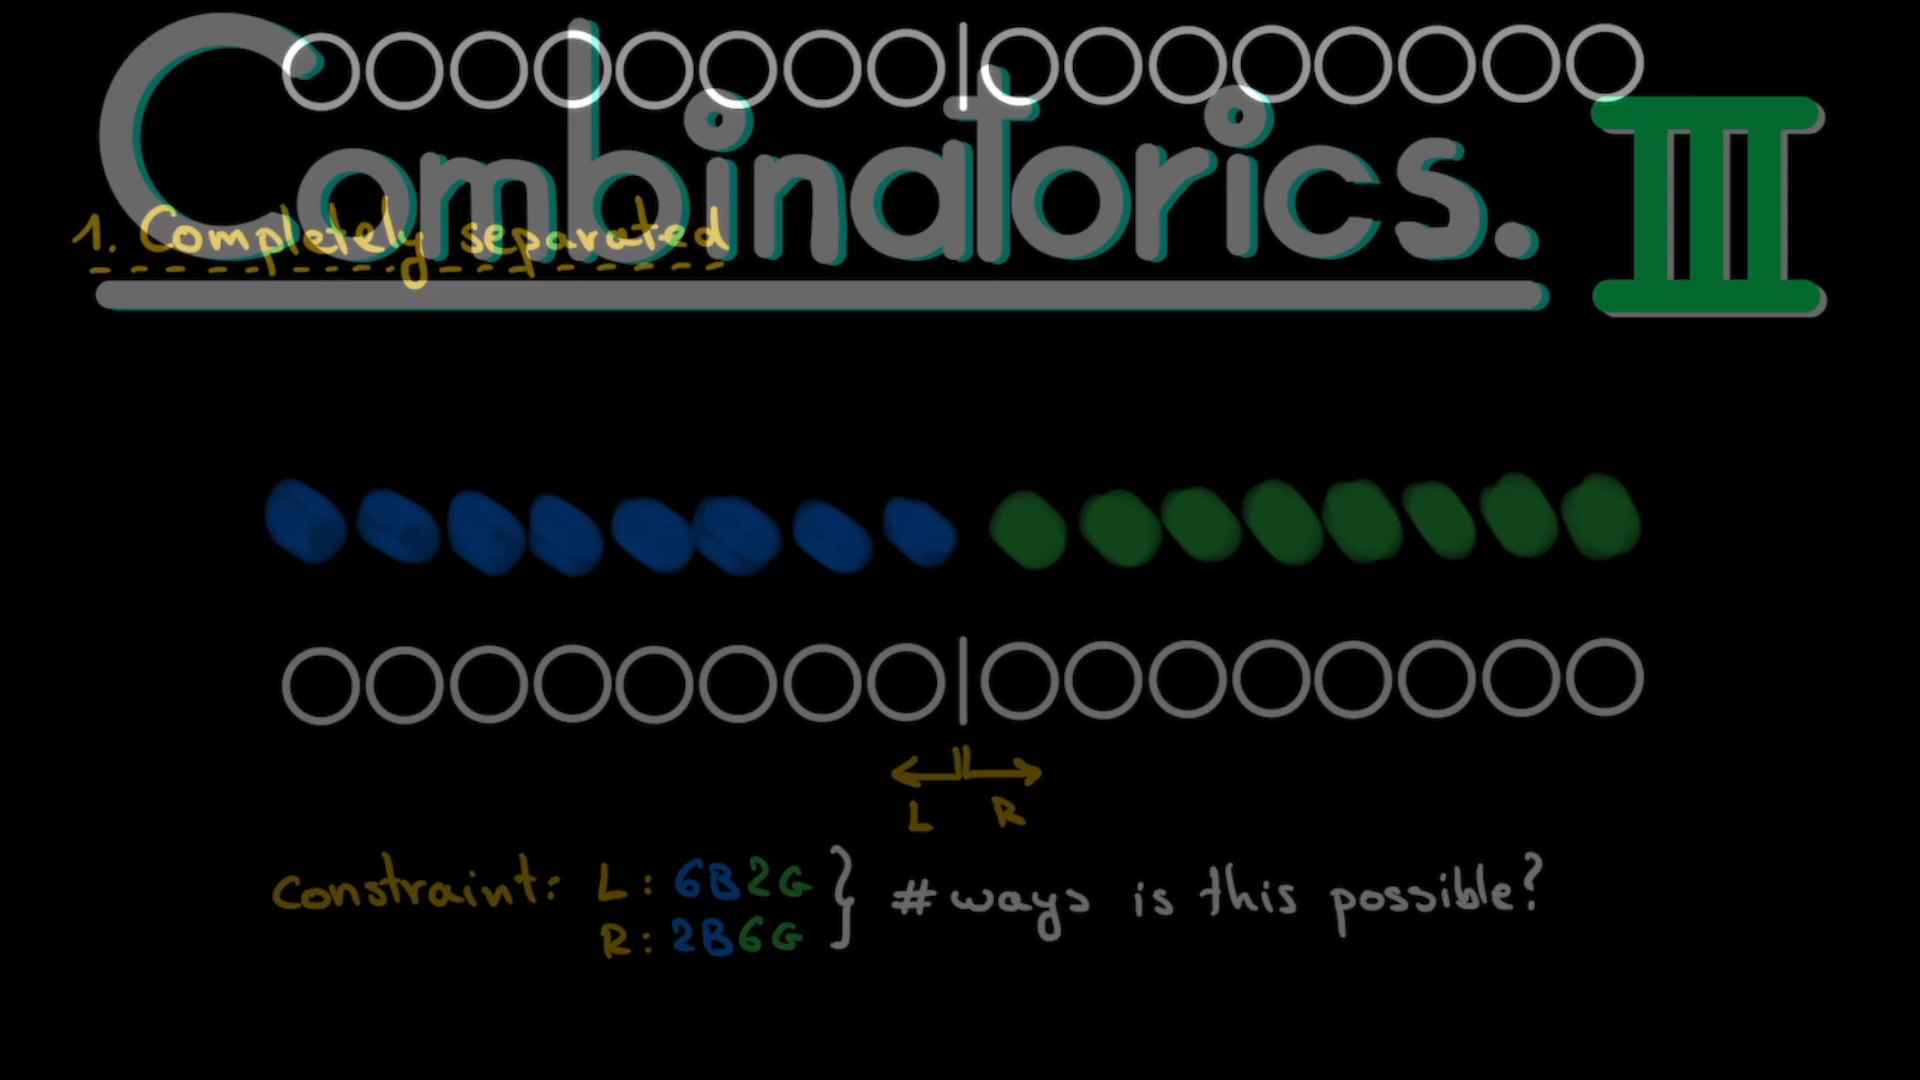 Combinatorics. III
1. Completely separated
L R
constraint: L: 6B2G } # ways is this possible?
R: 2B6G